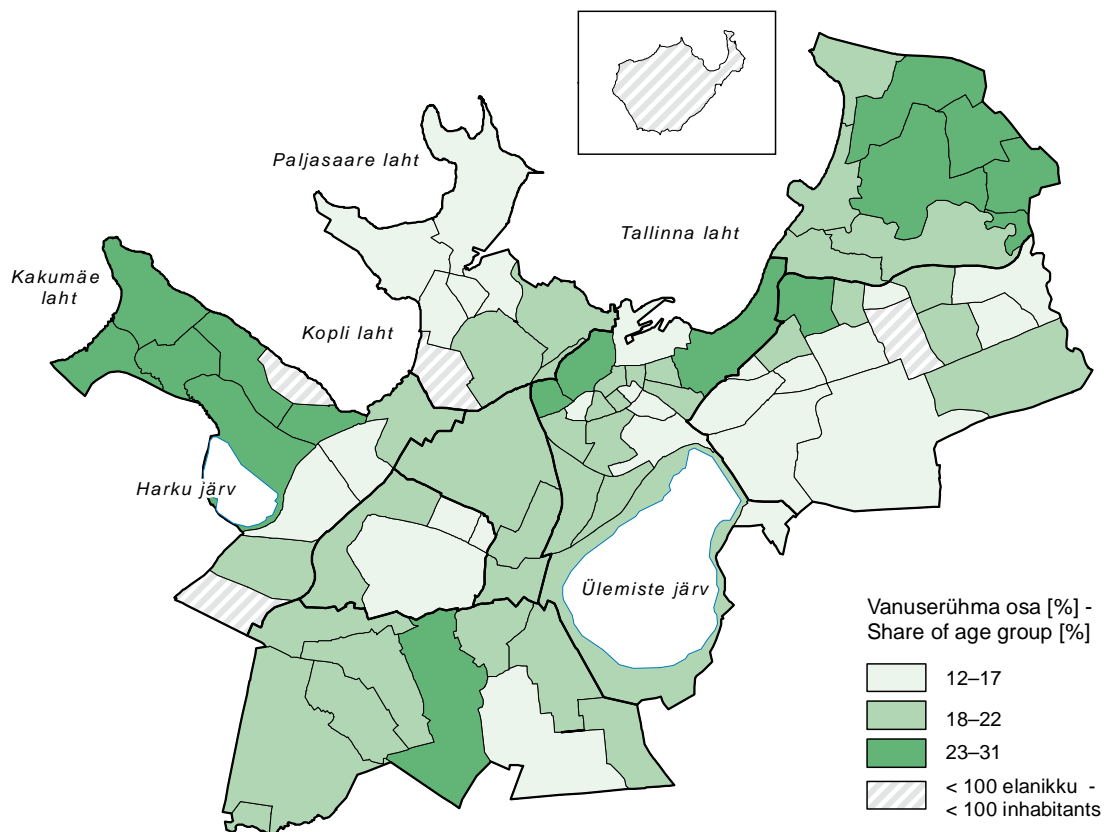 Paljasaare laht
Tallinna laht
Kakumäe
laht
Kopli laht
Harku järv
Ülemiste järv
Vanuserühma osa [%] -
Share of age group [%]
12–17
18–22
23–31
< 100 elanikku -
< 100 inhabitants